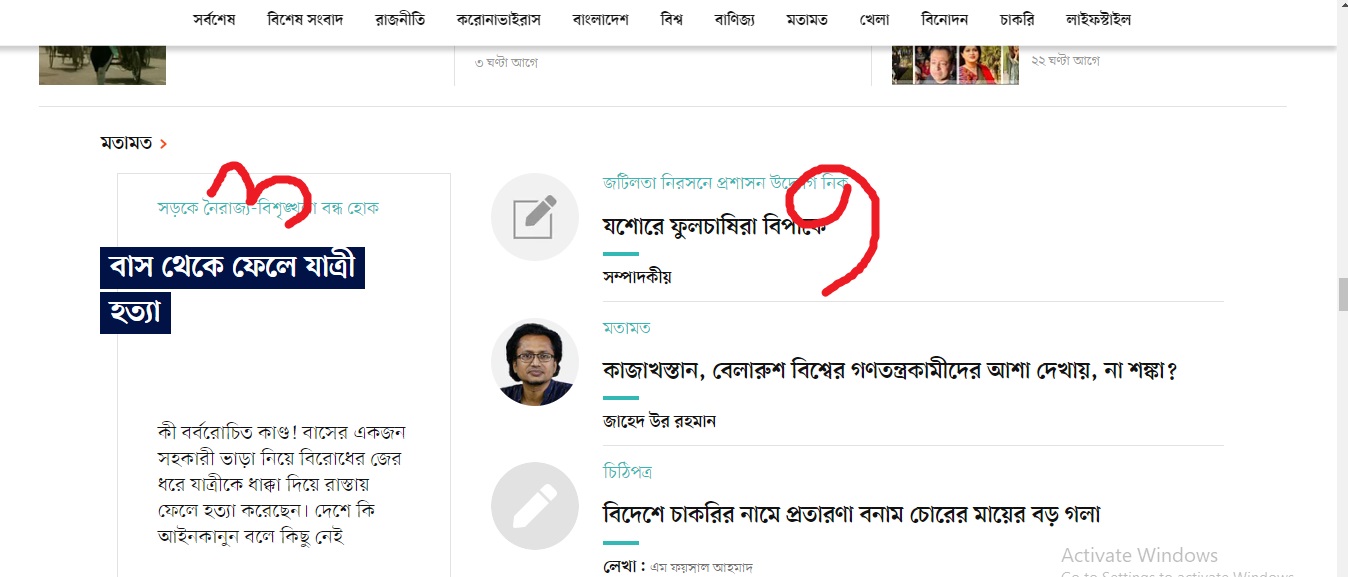 সর্বশেষ বিশেষ সংবাদ রাজনীতি করোনাভাইরাস বাংলাদেশ বিশ্ব বাণিজ্য মতামত খেলা বিনোদন চাকরি লাইফস্টাইল
৩ ঘণ্টা আগে
২২ ঘণ্টা আগে
মতামত >
সড়কে নৈরাজ্য-বিশৃঙ্খলা বন্ধ হোক
বাস থেকে ফেলে যাত্রী
হত্যা
কী বর্বরোচিত কাণ্ড! বাসের একজন
সহকারী ভাড়া নিয়ে বিরোধের জের
ধরে যাত্রীকে ধাক্কা দিয়ে রাস্তায়
ফেলে হত্যা করেছেন। দেশে কি
আইনকানুন বলে কিছু নেই
জটিলতা নিরসনে প্রশাসন উদ্যোগ নিক
যশোরে ফুলচাষিরা বিপাকে
সম্পাদকীয়
মতামত
কাজাখস্তান, বেলারুশ বিশ্বের গণতন্ত্রকামীদের আশা দেখায়, না শঙ্কা?
জাহেদ উর রহমান
চিঠিপত্র
বিদেশে চাকরির নামে প্রতারণা বনাম চোরের মায়ের বড় গলা
লেখা : এম ফয়সাল আহমাদ
Activate Windows
Go to Settings to activate Windows.